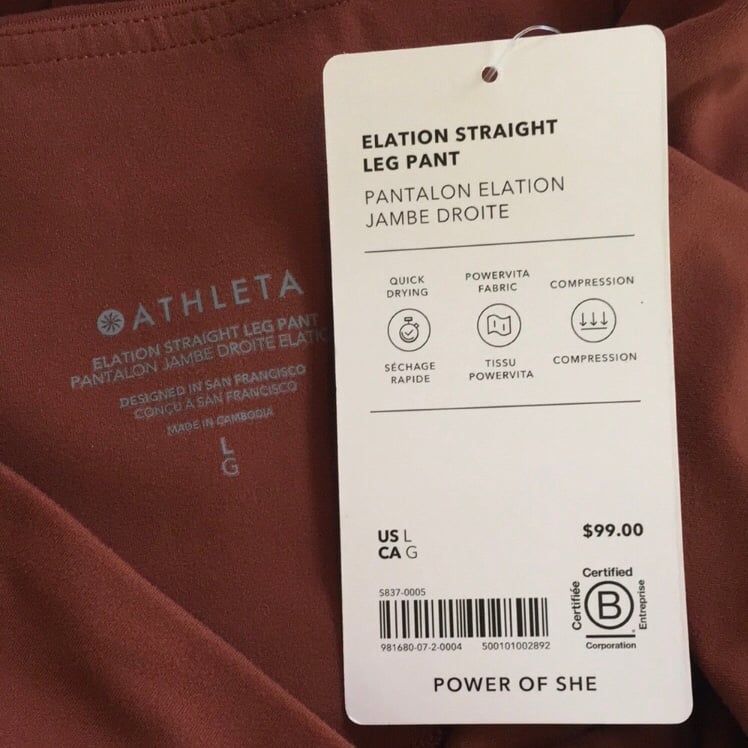 ATHLETA
ELATION STRAIGHT LEG PANT
PANTALON JAMBE DROITE ELATIO
DESIGNED IN SAN FRANCISCO
CONÇU À SAN FRANCISCO
MADE IN CAMBODIA
L
G
ELATION STRAIGHT
LEG PANT
PANTALON ELATION
JAMBE DROITE
QUICK
DRYING
SÉCHAGE
RAPIDE
POWERVITA
FABRIC
TISSU
POWERVITA
COMPRESSION
COMPRESSION
US L
CA G
$99.00
5837-0005
981680-07-2-0004 500101002892
Certified
Certifiée
B
Entreprise
Corporation
POWER OF SHE